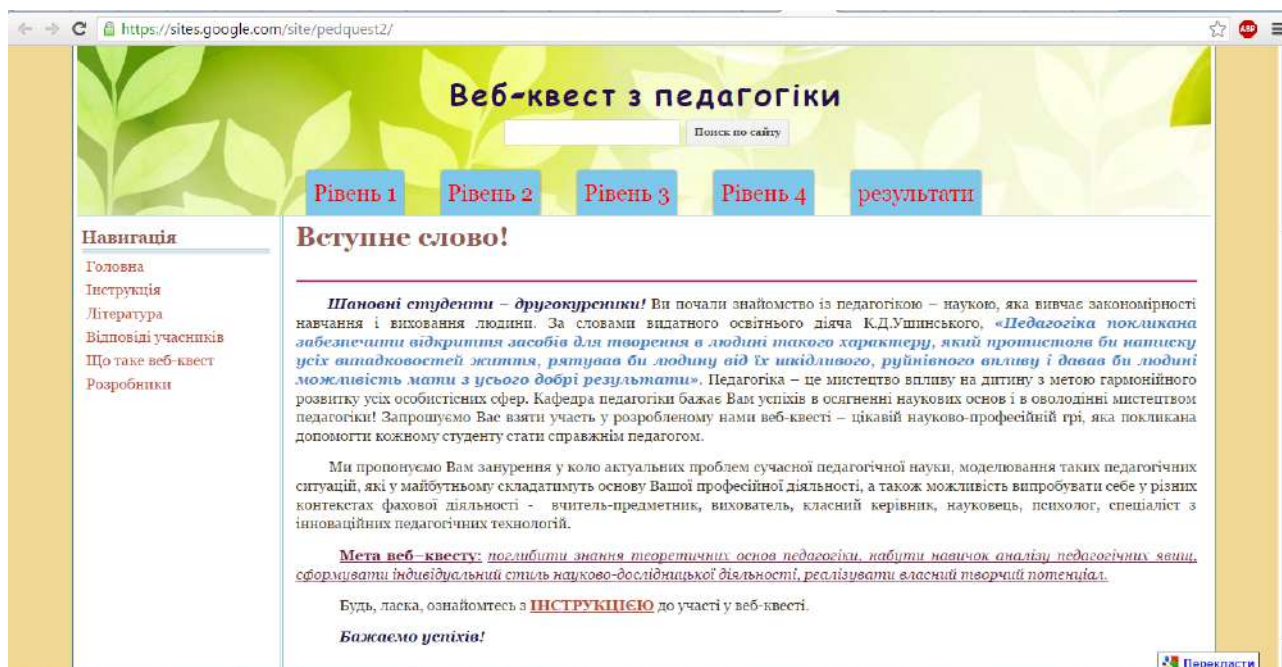 https://sites.google.com/site/pedquest2/
ABP
Веб-квест з педагогіки
Поиск по сайту
Рівень 1 Рівень 2 Рівень 3 Рівень 4 результати
Навигація
Головна
Інструкція
Література
Відповіді учасників
Що таке веб-квест
Розробники
Вступне слово!
Шановні студенти – другокурсники! Ви почали знайомство із педагогікою – наукою, яка вивчає закономірності
навчання і виховання людини. За словами видатного освітнього діяча К.Д.Ушинського, «Педагогіка покликана
забезпечити відкриття засобів для творення в людині такого характеру, який протистояв би натиску
усіх випадковостей життя, рятував би людину від їх шкідливого, руйнівного впливу і давав би людині
можливість мати з усього добрі результати». Педагогіка – це мистецтво впливу на дитину з метою гармонійного
розвитку усіх особистісних сфер. Кафедра педагогіки бажає Вам успіхів в осягненні наукових основ і в оволодінні мистецтвом
педагогіки! Запрошуємо Вас взяти участь у розробленому нами веб-квесті – цікавій науково-професійній грі, яка покликана
допомогти кожному студенту стати справжнім педагогом.
Ми пропонуємо Вам занурення у коло актуальних проблем сучасної педагогічної науки, моделювання таких педагогічних
ситуацій, які у майбутньому складатимуть основу Вашої професійної діяльності, а також можливість випробувати себе у різних
контекстах фахової діяльності - вчитель-предметник, вихователь, класний керівник, науковець, психолог, спеціаліст з
інноваційних педагогічних технологій.
Мета веб–квесту: поглибити знання теоретичних основ педагогіки, набути навичок аналізу педагогічних явищ,
сформувати індивідуальний стиль науково-дослідницької діяльності, реалізувати власний творчий потенціал.
Будь, ласка, ознайомтесь з ІНСТРУКЦІЄЮ до участі у веб-квесті.
Бажаємо успіхів!
Перекласти